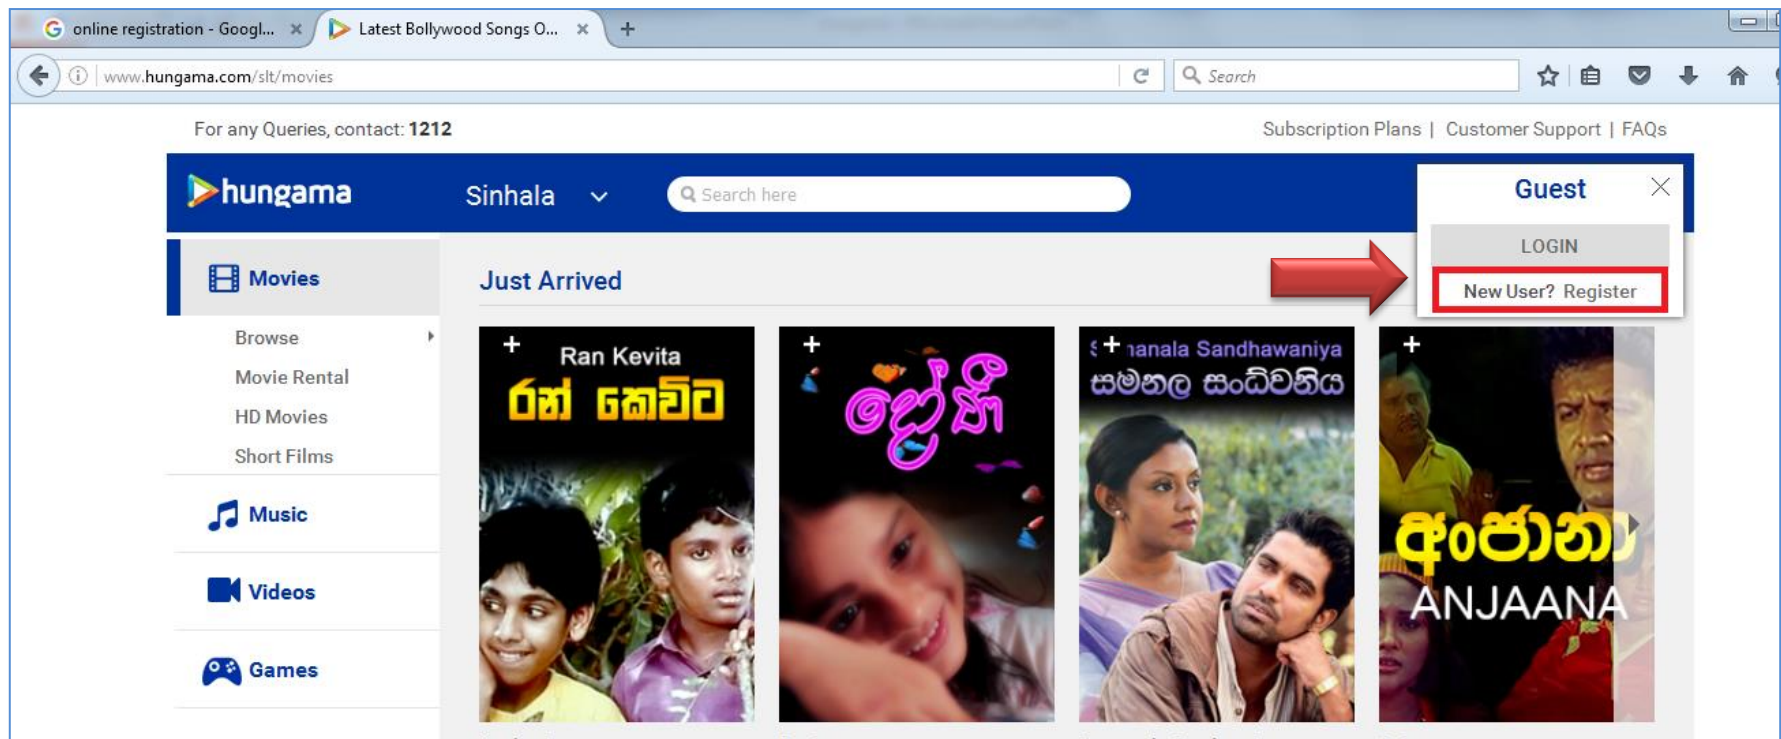 online registration - Googl...
Latest Bollywood Songs O...
www.hungama.com/slt/movies
Search
For any Queries, contact: 1212
Subscription Plans | Customer Support | FAQs
hungama
Sinhala
Search here
Guest
LOGIN
New User? Register
Movies
Browse
Movie Rental
HD Movies
Short Films
Music
Videos
Games
Just Arrived
Ran Kevita
රන් කෙවිට
දෝණි
Sandhawaniya
සමනල සංධ්වනිය
අංජානා
ANJAANA